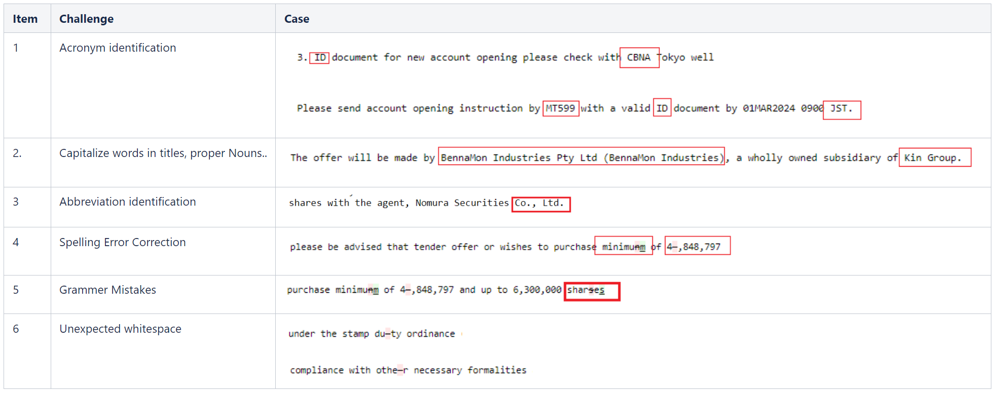 Item Challenge Case
1 Acronym identification
3. ID document for new account opening please check with CBNA Tokyo well
Please send account opening instruction by MT599 with a valid ID document by 01MAR2024 0900 JST.
2. Capitalize words in titles, proper Nouns..
The offer will be made by BennaMon Industries Pty Ltd (BennaMon Industries), a wholly owned subsidiary of Kin Group.
3 Abbreviation identification
shares with the agent, Nomura Securities Co., Ltd.
4 Spelling Error Correction
please be advised that tender offer or wishes to purchase minimunm of 4 ,848,797
5 Grammer Mistakes
purchase minimunm of 4 ,848,797 and up to 6,300,000 sharses
6 Unexpected whitespace
under the stamp du ty ordinance
compliance with othe r necessary formalities